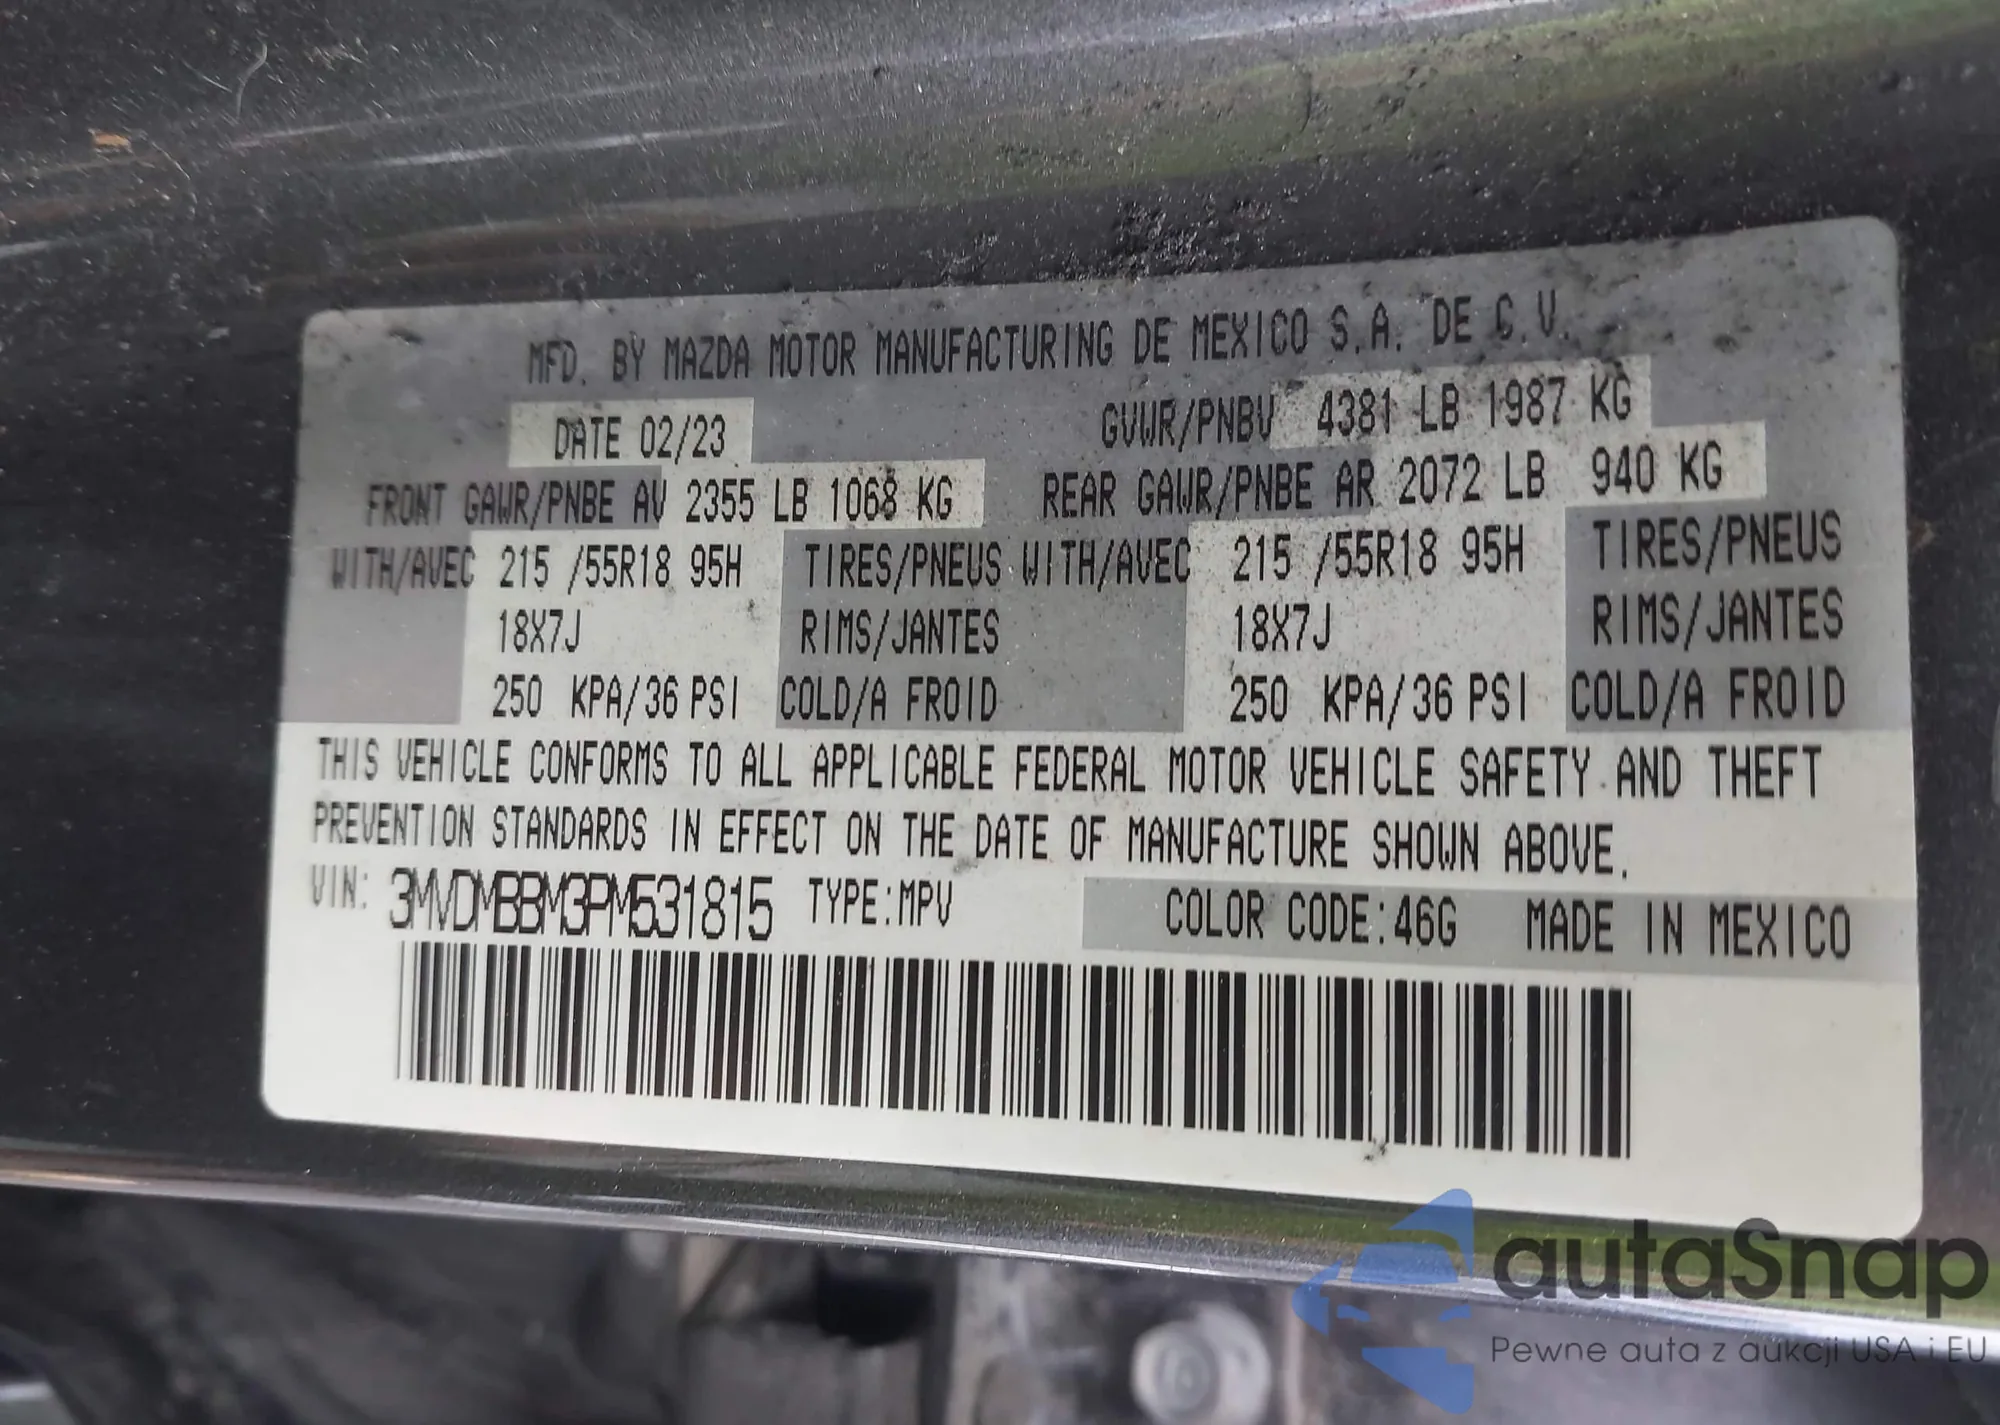 MFD. BY MAZDA MOTOR MANUFACTURING DE MEXICO S.A. DE C.V.
DATE 02/23 GVWR/PNBV 4381 LB 1987 KG
FRONT GAWR/PNBE AV 2355 LB 1068 KG REAR GAWR/PNBE AR 2072 LB 940 KG
WITH/AVEC 215 /55R18 95H TIRES/PNEUS WITH/AVEC 215 /55R18 95H TIRES/PNEUS
18X7J RIMS/JANTES 18X7J RIMS/JANTES
250 KPA/36 PSI COLD/A FROID 250 KPA/36 PSI COLD/A FROID
THIS VEHICLE CONFORMS TO ALL APPLICABLE FEDERAL MOTOR VEHICLE SAFETY AND THEFT
PREVENTION STANDARDS IN EFFECT ON THE DATE OF MANUFACTURE SHOWN ABOVE.
VIN: 3MVDMBBM3PM531815 TYPE:MPV COLOR CODE:46G MADE IN MEXICO
autaSnap
Pewne auta z aukcji USA i EU